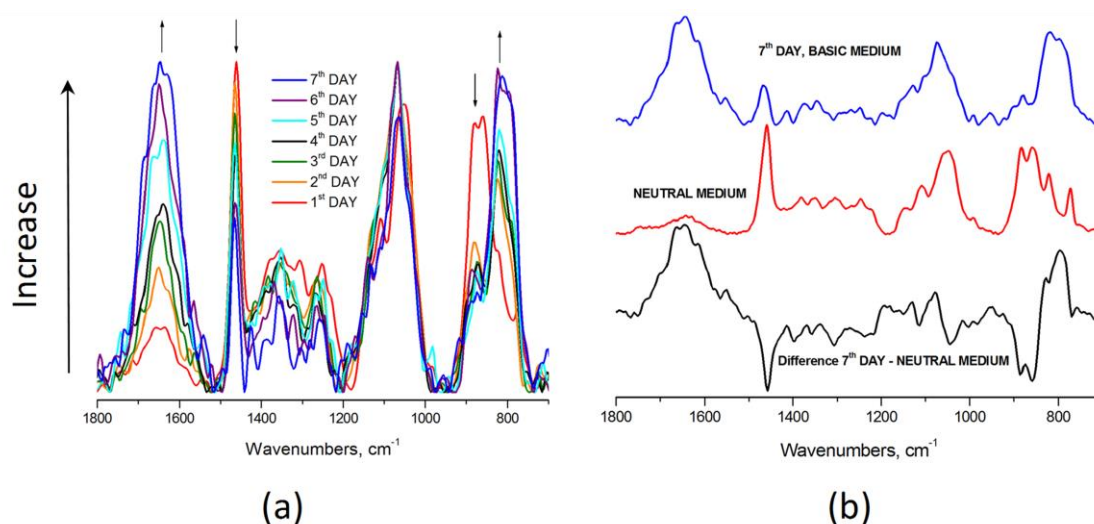 Increase
7th DAY
6th DAY
5th DAY
4th DAY
3rd DAY
2nd DAY
1st DAY
1800 1600 1400 1200 1000 800
Wavenumbers, cm-1
(a)
7th DAY, BASIC MEDIUM
NEUTRAL MEDIUM
Difference 7th DAY - NEUTRAL MEDIUM
1800 1600 1400 1200 1000 800
Wavenumbers, cm-1
(b)